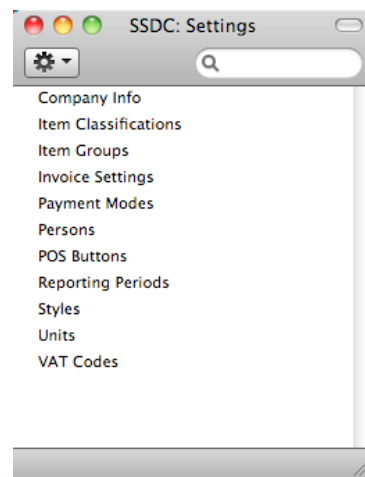 SSDC: Settings
Company Info
Item Classifications
Item Groups
Invoice Settings
Payment Modes
Persons
POS Buttons
Reporting Periods
Styles
Units
VAT Codes